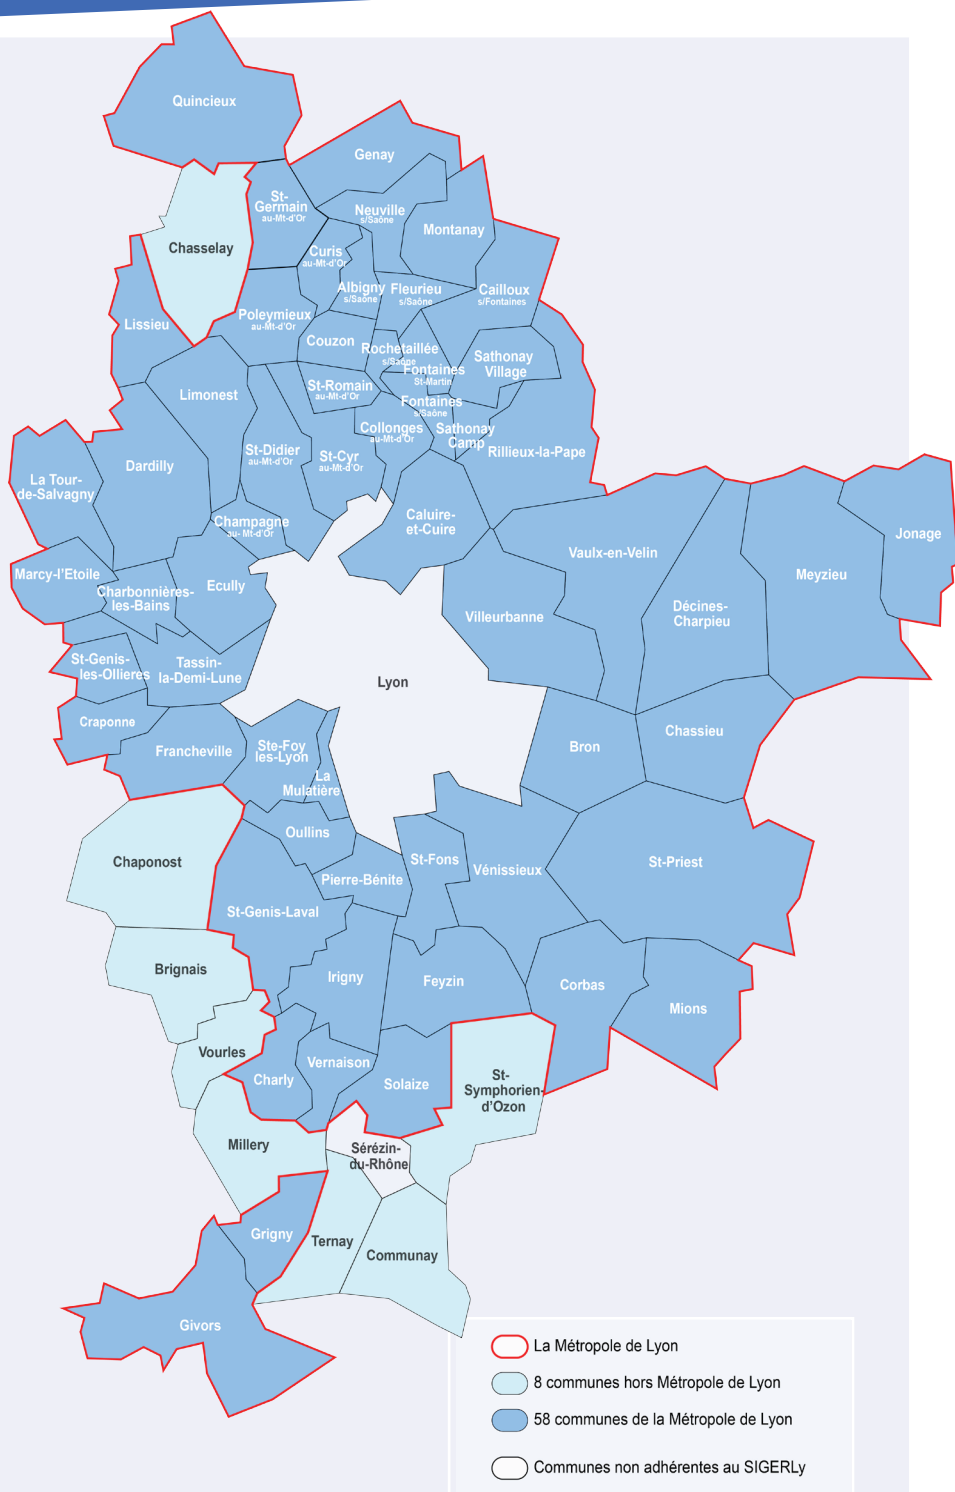 Quincieux
Genay
St-
Germain
au-Mt-d'Or
Neuville
s/Saône
Montanay
Chasselay
Curis
au-Mt-d'Or
Albigny
s/Saône
Fleurieu
s/Saône
Cailloux
s/Fontaines
Lissieu
Poleymieux
au-Mt-d'Or
Couzon
Rochetaillée
s/Saône
Sathonay
Village
Fontaines
St-Martin
Limonest
St-Romain
au-Mt-d'Or
Fontaines
s/Saône
Collonges
au-Mt-d'Or
Sathonay
Camp
Rillieux-la-Pape
St-Didier
au-Mt-d'Or
St-Cyr
au-Mt-d'Or
Dardilly
La Tour-
de-Salvagny
Champagne
au- Mt-d'Or
Caluire-
et-Cuire
Vaulx-en-Velin
Jonage
Meyzieu
Marcy-l'Etoile
Charbonnières-
les-Bains
Ecully
Villeurbanne
Décines-
Charpieu
St-Genis-
les-Ollieres
Tassin-
la-Demi-Lune
Lyon
Craponne
Francheville
Ste-Foy
les-Lyon
La
Mulatière
Bron
Chassieu
Oullins
Chaponost
St-Fons
Vénissieux
St-Priest
Pierre-Bénite
St-Genis-Laval
Brignais
Irigny
Feyzin
Corbas
Mions
Vourles
Charly
Vernaison
Solaize
St-
Symphorien-
d'Ozon
Millery
Sérézin-
du-Rhône
Grigny
Ternay
Communay
Givors
La Métropole de Lyon
8 communes hors Métropole de Lyon
58 communes de la Métropole de Lyon
Communes non adhérentes au SIGERLy